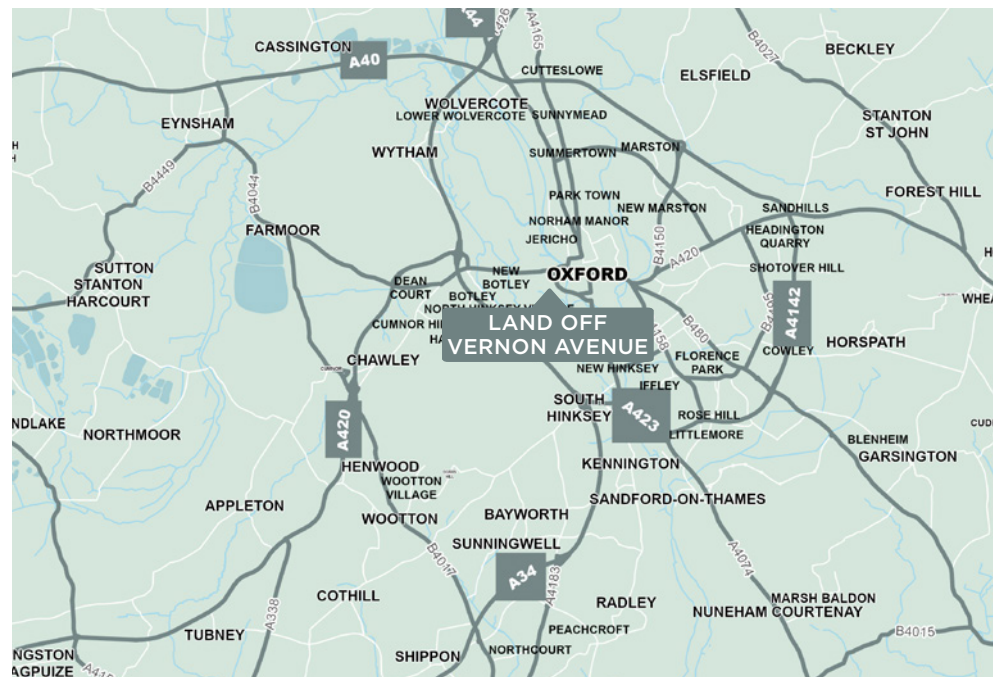 44
A4165
CASSINGTON
A40
CUTTESLOWE
B4027
BECKLEY
ELSFIELD
EYNSHAM
WOLVERCOTE
LOWER WOLVERCOTE
SUNNYMEAD
STANTON
ST JOHN
WYTHAM
SUMMERTOWN
MARSTON
B4449
B4044
PARK TOWN
NEW MARSTON
FOREST HILL
SANDHILLS
NORHAM MANOR
FARMOOR
JERICHO
B4150
A420
HEADINGTON
QUARRY
SUTTON
STANTON
HARCOURT
DEAN
COURT
NEW
BOTLEY
OXFORD
SHOTOVER HILL
BOTLEY
B4495
A4142
WHEA
LAND OFF
VERNON AVENUE
B480
HORSPATH
CHAWLEY
FLORENCE
PARK
COWLEY
NEW HINKSEY
IFFLEY
SOUTH
HINKSEY
A423
ROSE HILL
LITTLEMORE
A420
NDLAKE
NORTHMOOR
BLENHEIM
GARSINGTON
HENWOOD
KENNINGTON
WOOTTON
VILLAGE
SANDFORD-ON-THAMES
APPLETON
WOOTTON
BAYWORTH
SUNNINGWELL
B4017
A34
A4183
A4074
COTHILL
RADLEY
MARSH BALDON
NUNEHAM COURTENAY
A338
TUBNEY
PEACHCROFT
B4015
SHIPPON
NORTHCOURT
NGSTON
AGPUIZE